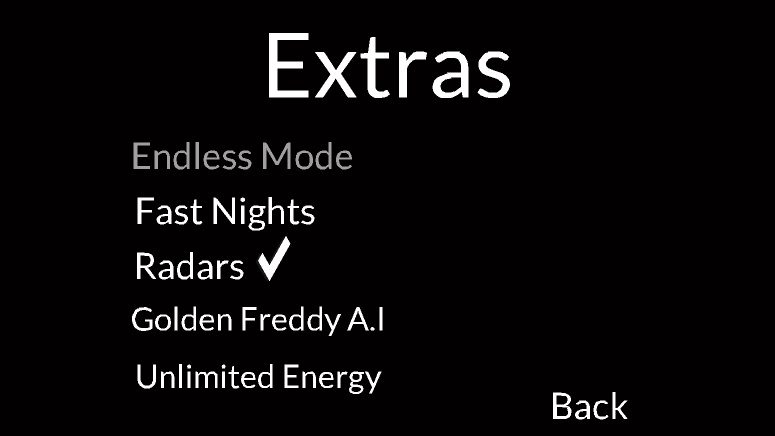 Extras
Endless Mode
Fast Nights
Radars
Golden Freddy A.I
Unlimited Energy
Back